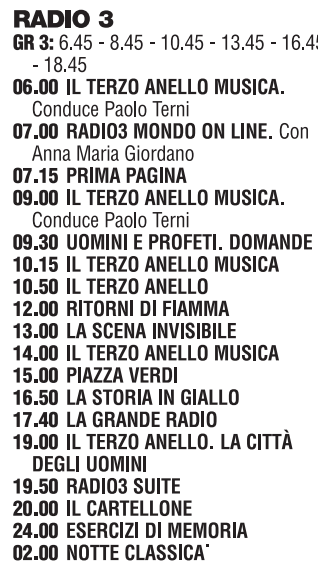 RADIO 3
GR 3: 6.45 - 8.45 - 10.45 - 13.45 - 16.45
- 18.45
06.00 IL TERZO ANELLO MUSICA.
Conduce Paolo Terni
07.00 RADIO3 MONDO ON LINE. Con
Anna Maria Giordano
07.15 PRIMA PAGINA
09.00 IL TERZO ANELLO MUSICA.
Conduce Paolo Terni
09.30 UOMINI E PROFETI. DOMANDE
10.15 IL TERZO ANELLO MUSICA
10.50 IL TERZO ANELLO
12.00 RITORNI DI FIAMMA
13.00 LA SCENA INVISIBILE
14.00 IL TERZO ANELLO MUSICA
15.00 PIAZZA VERDI
16.50 LA STORIA IN GIALLO
17.40 LA GRANDE RADIO
19.00 IL TERZO ANELLO. LA CITTÀ
DEGLI UOMINI
19.50 RADIO3 SUITE
20.00 IL CARTELLONE
24.00 ESERCIZI DI MEMORIA
02.00 NOTTE CLASSICA